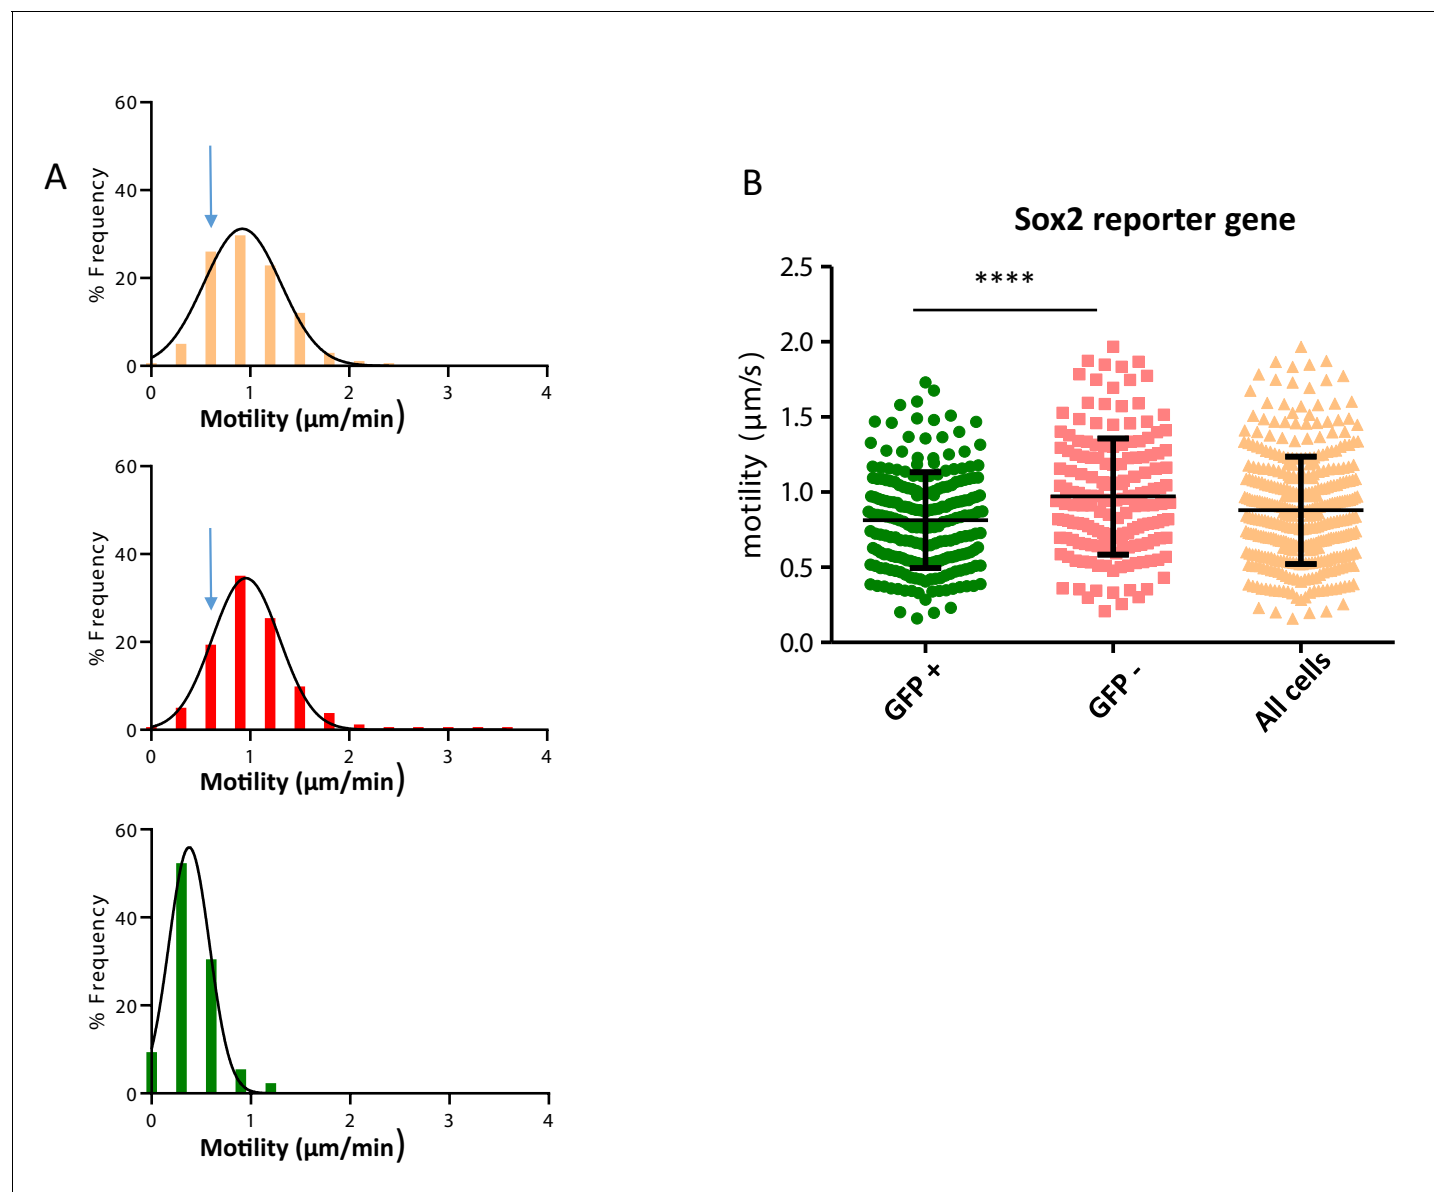 A
60
40
20
0
% Frequency
0 1 2 3 4
Motility (µm/min)
60
40
20
0
% Frequency
0 1 2 3 4
Motility (µm/min)
60
40
20
0
% Frequency
0 1 2 3 4
Motility (µm/min)
B
Sox2 reporter gene
****
2.5
2.0
1.5
1.0
0.5
0.0
motility (µm/s)
GFP +
GFP -
All cells